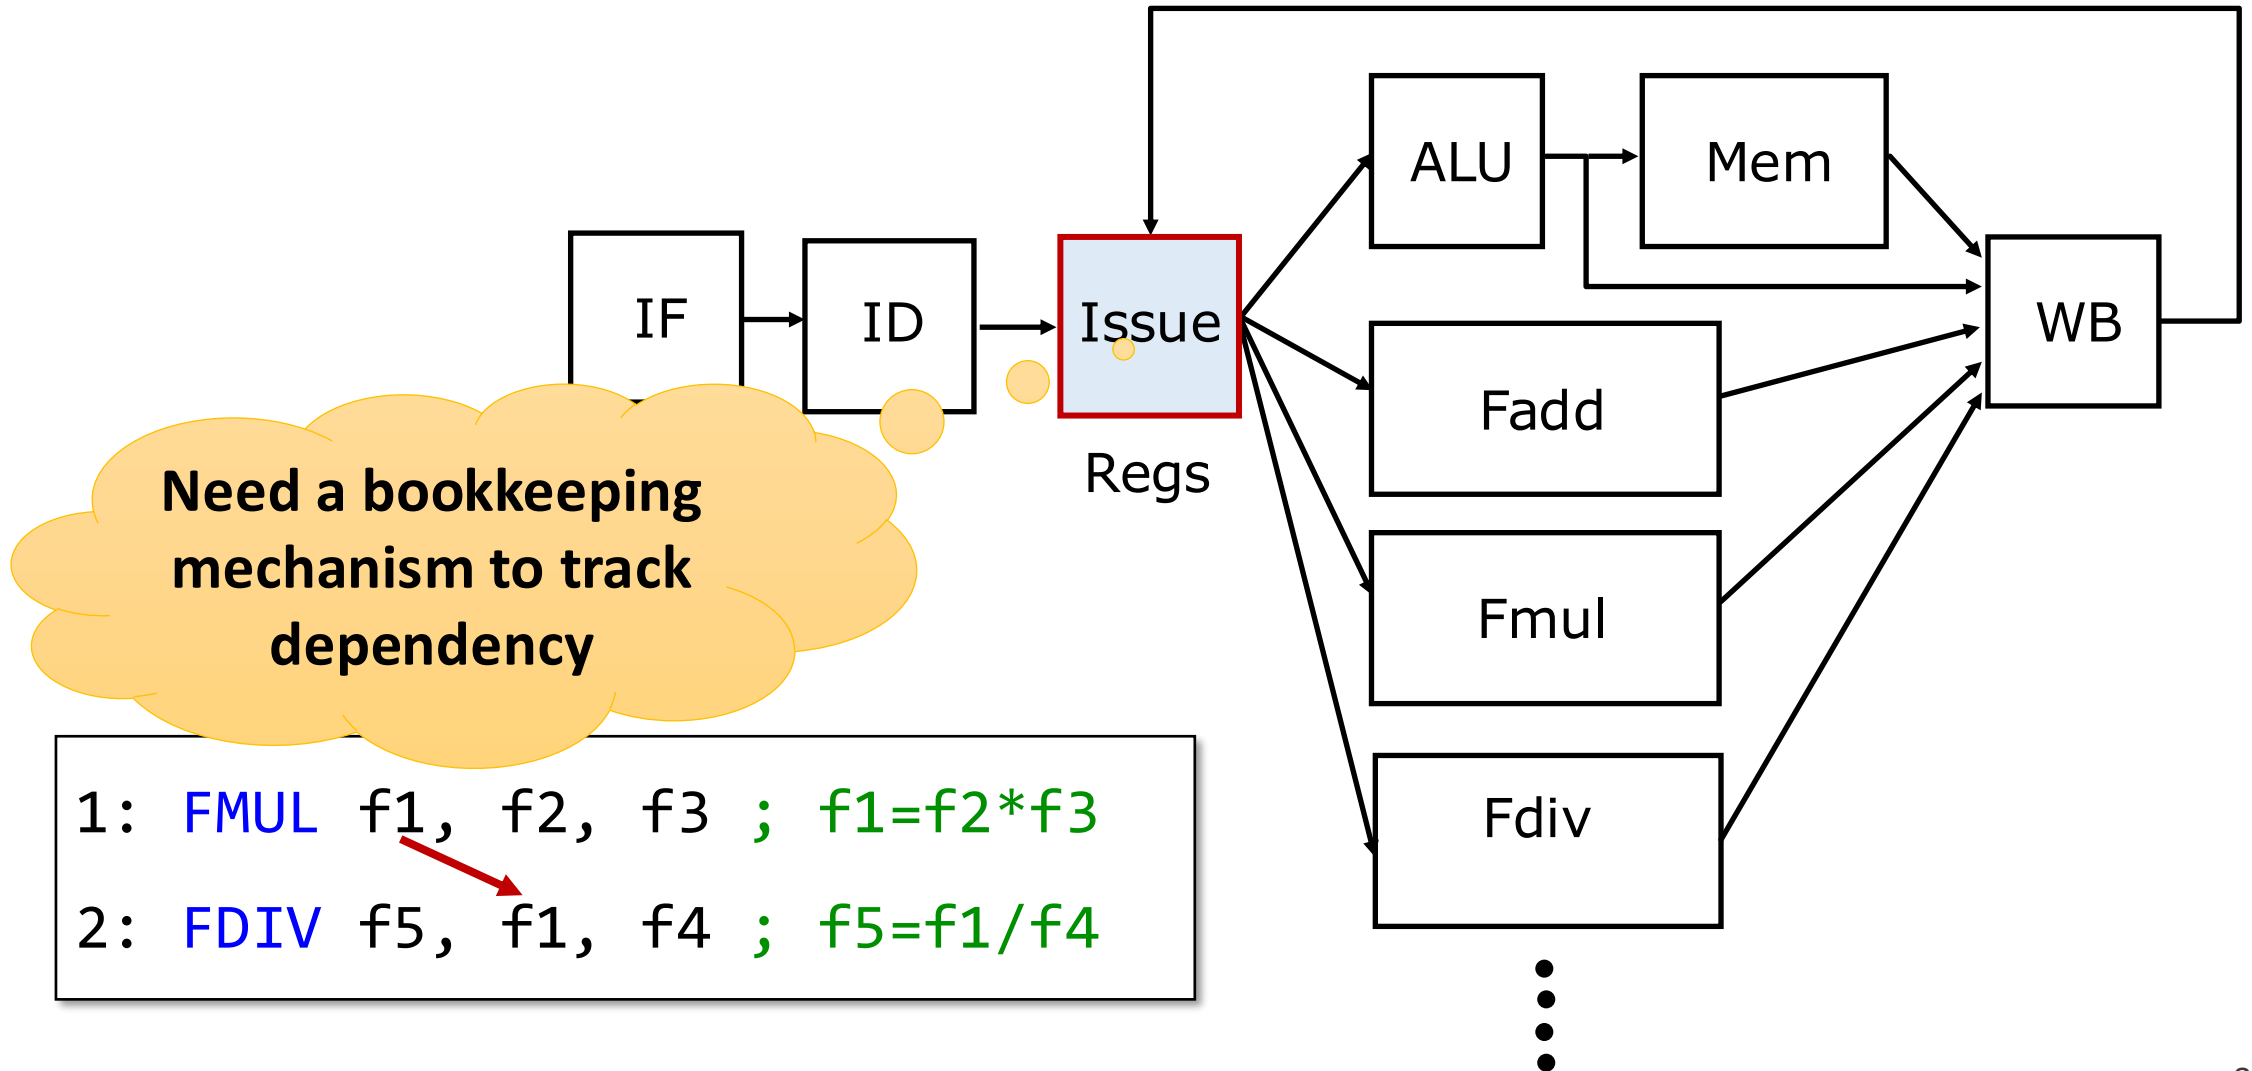 ALU
Mem
IF
ID
Issue
WB
Regs
Fadd
Fmul
Fdiv
Need a bookkeeping
mechanism to track
dependency
1: FMUL f1, f2, f3 ; f1=f2*f3
2: FDIV f5, f1, f4 ; f5=f1/f4